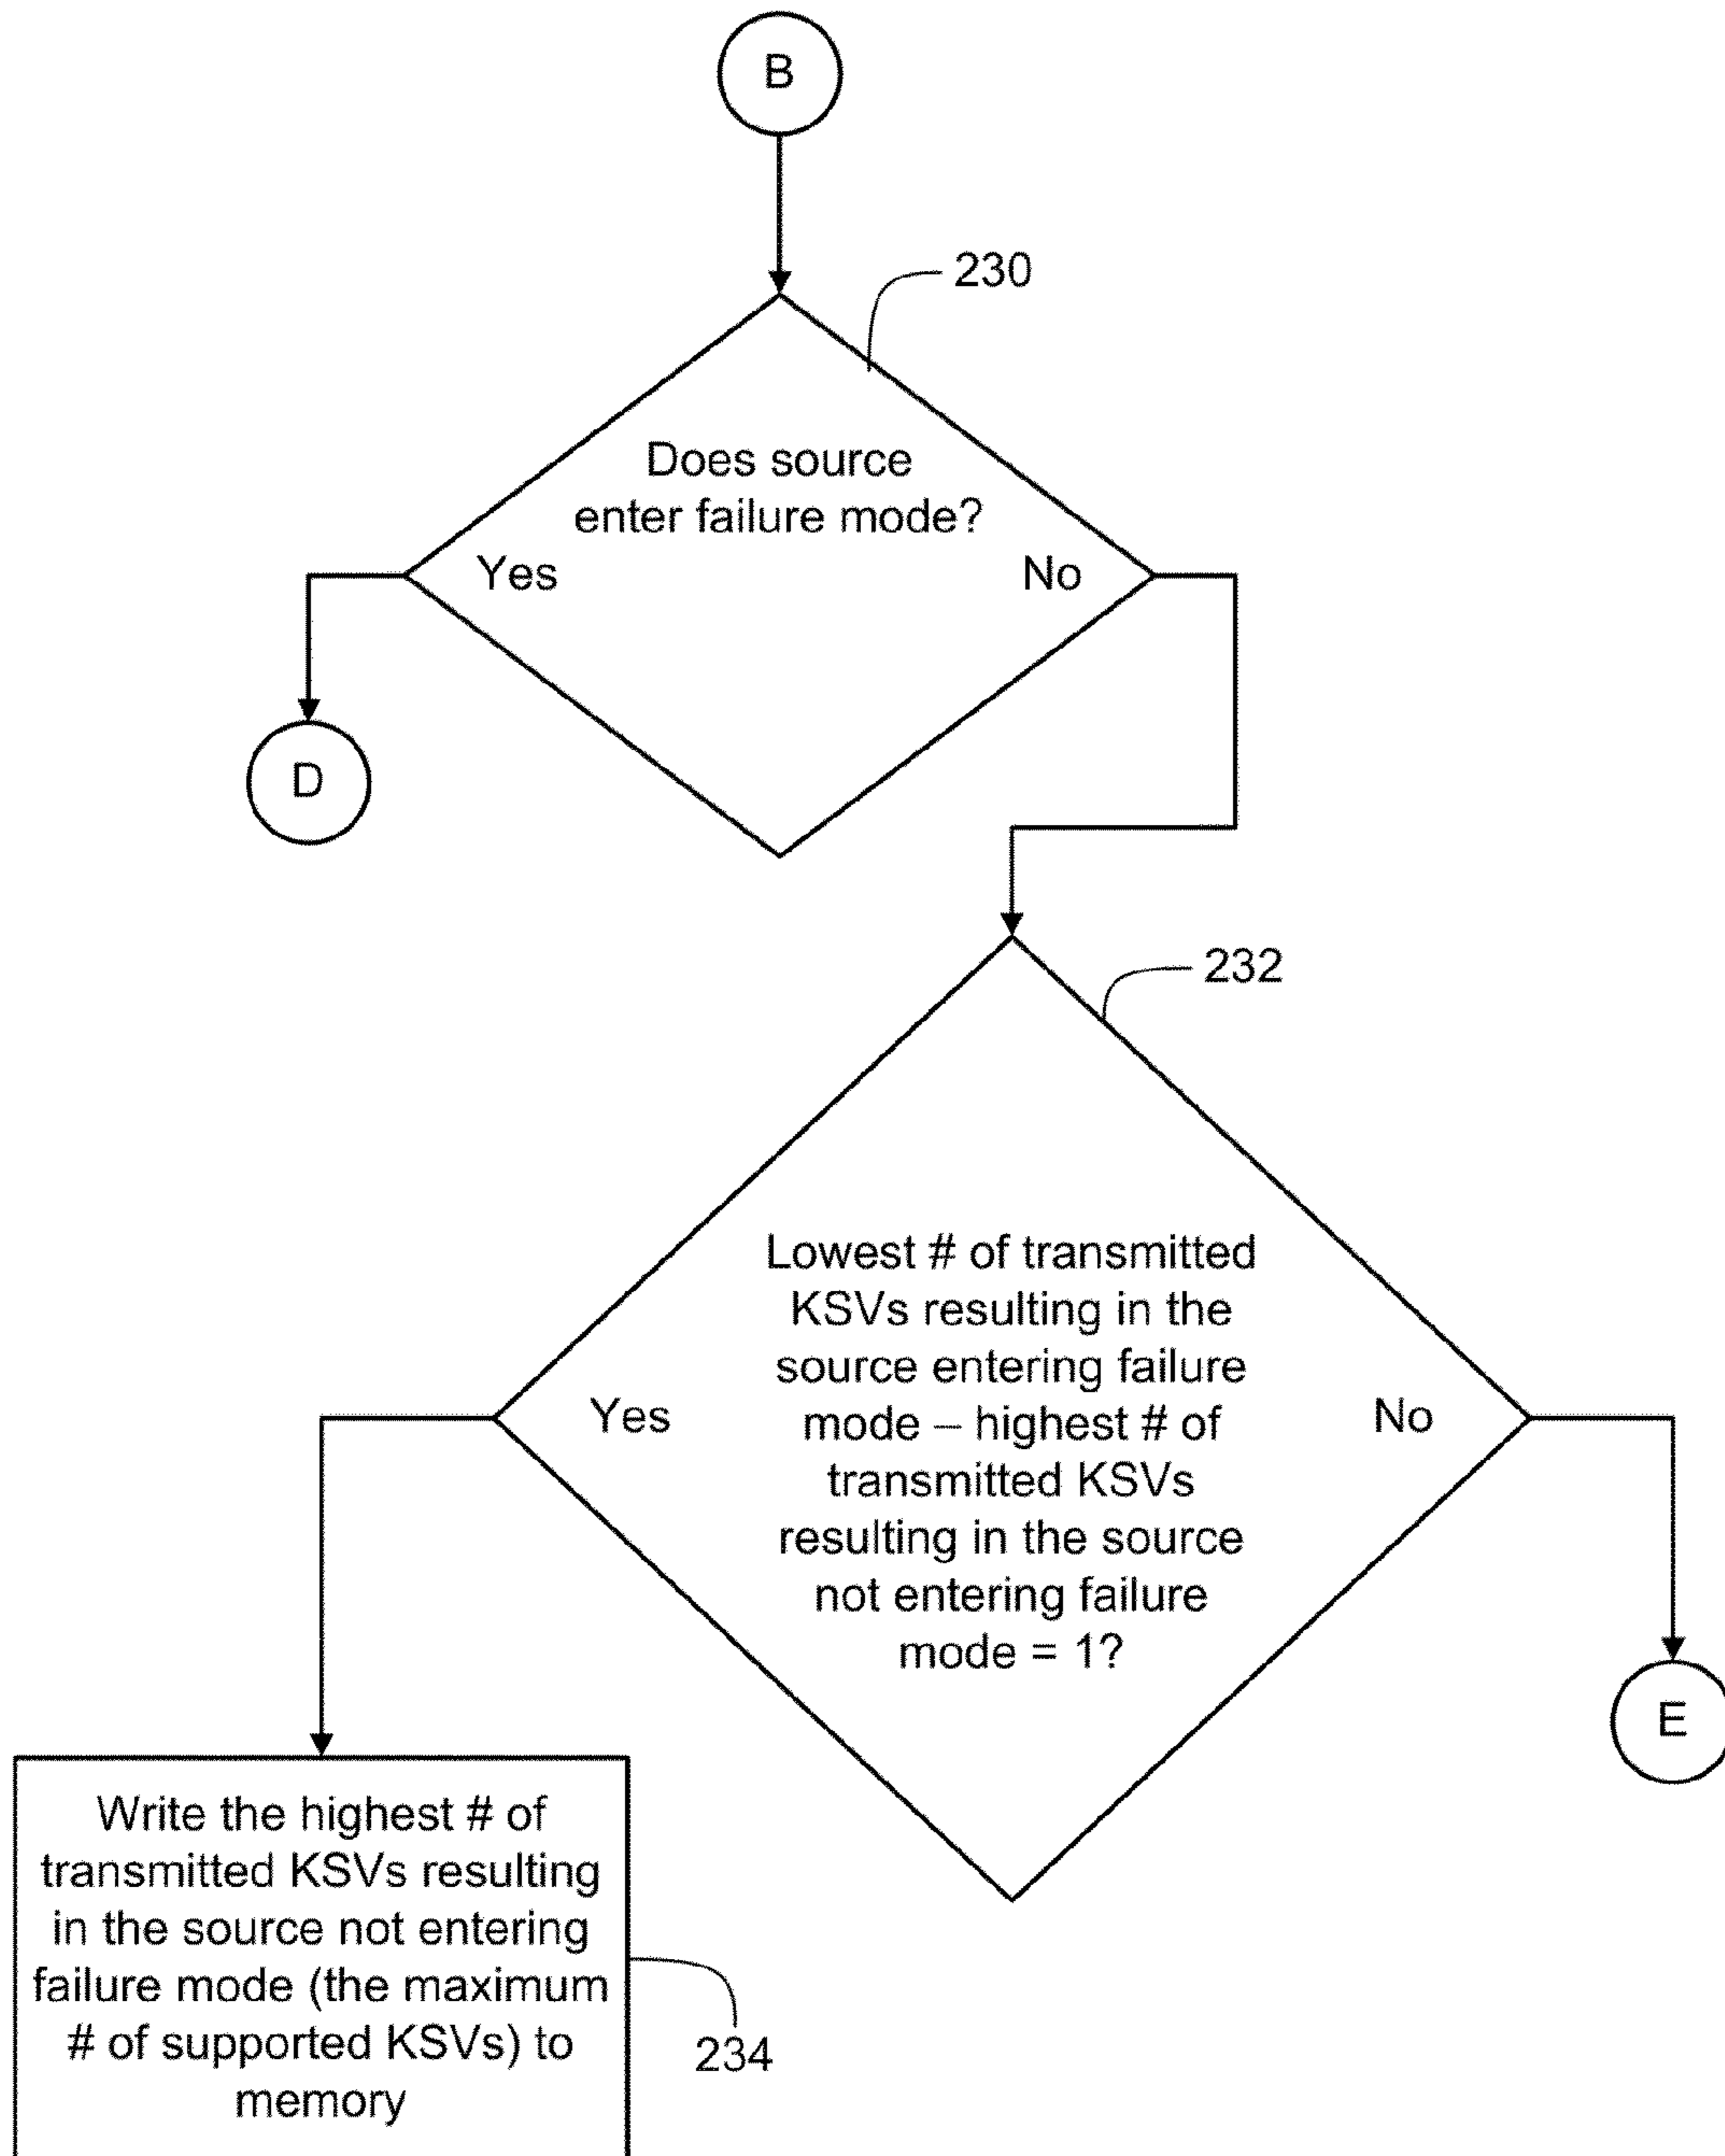 B
230
Does source
enter failure mode?
Yes
No
D
232
Lowest # of transmitted
KSVs resulting in the
source entering failure
mode – highest # of
transmitted KSVs
resulting in the source
not entering failure
mode = 1?
Yes
No
E
Write the highest # of
transmitted KSVs resulting
in the source not entering
failure mode (the maximum
# of supported KSVs) to
memory
234